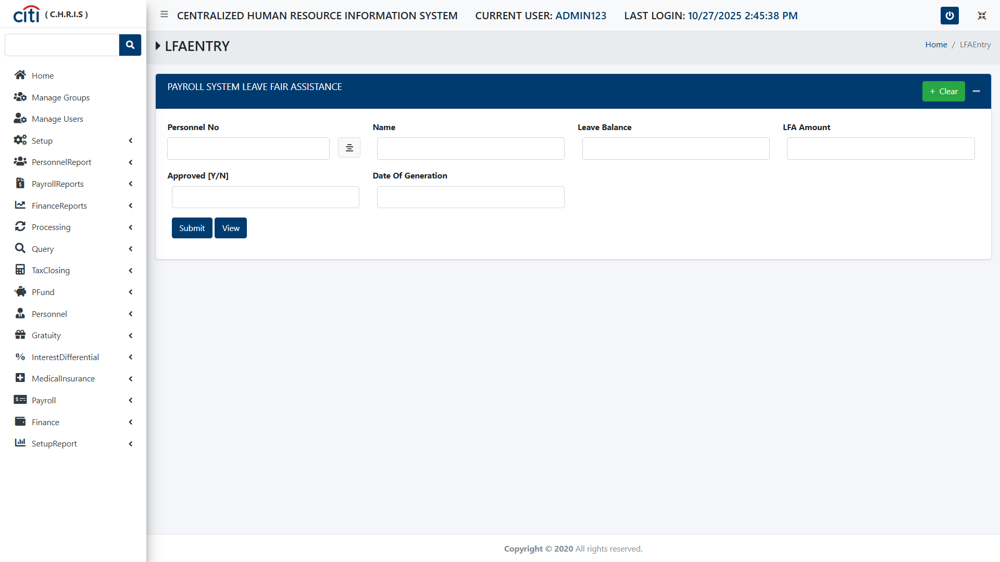 citi ( C.H.R.I.S )
CENTRALIZED HUMAN RESOURCE INFORMATION SYSTEM CURRENT USER: ADMIN123 LAST LOGIN: 10/27/2025 2:45:38 PM
LFAENTRY
Home / LFAEntry
Home
Manage Groups
Manage Users
Setup
PersonnelReport
PayrollReports
FinanceReports
Processing
Query
TaxClosing
PFund
Personnel
Gratuity
InterestDifferential
MedicalInsurance
Payroll
Finance
SetupReport
PAYROLL SYSTEM LEAVE FAIR ASSISTANCE
+ Clear
Personnel No Name Leave Balance LFA Amount
Approved [Y/N] Date Of Generation
Submit View
Copyright © 2020 All rights reserved.